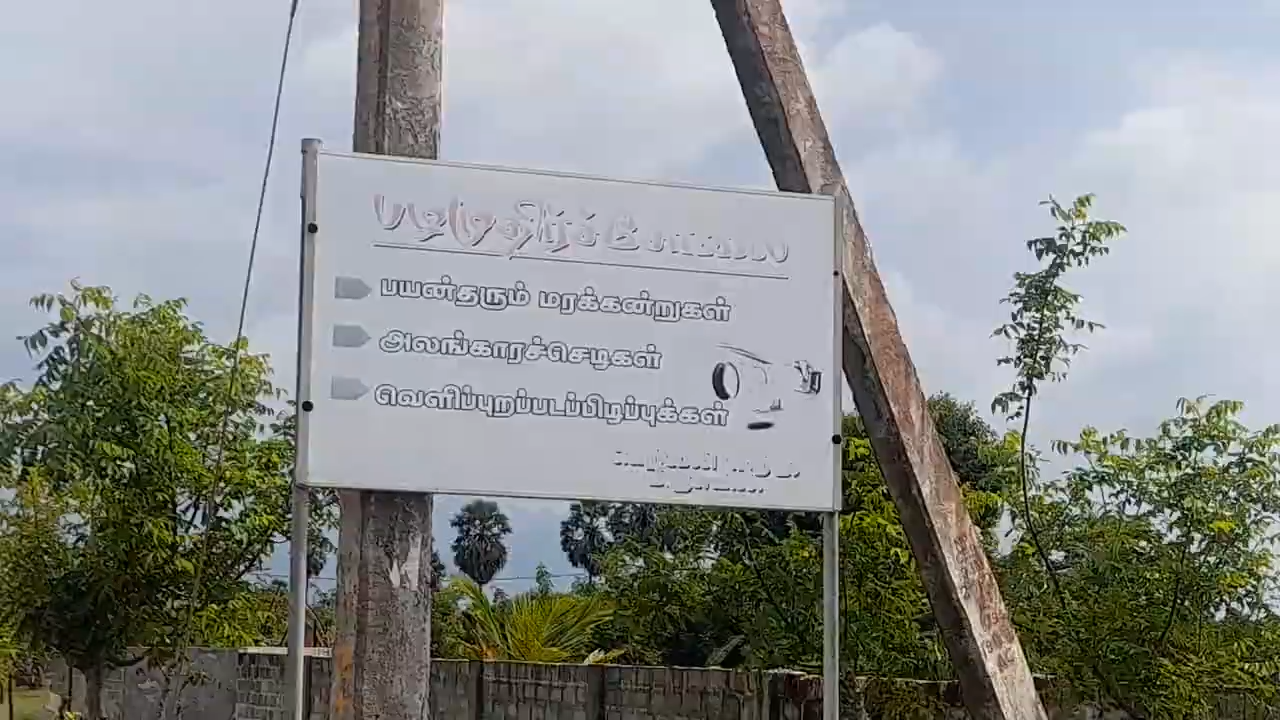 பழமுதிர்ச்சோலை
பயன்தரும் மரக்கன்றுகள்
அலங்காரச்செடிகள்
வெளிப்புறப்படப்பிடிப்புக்கள்